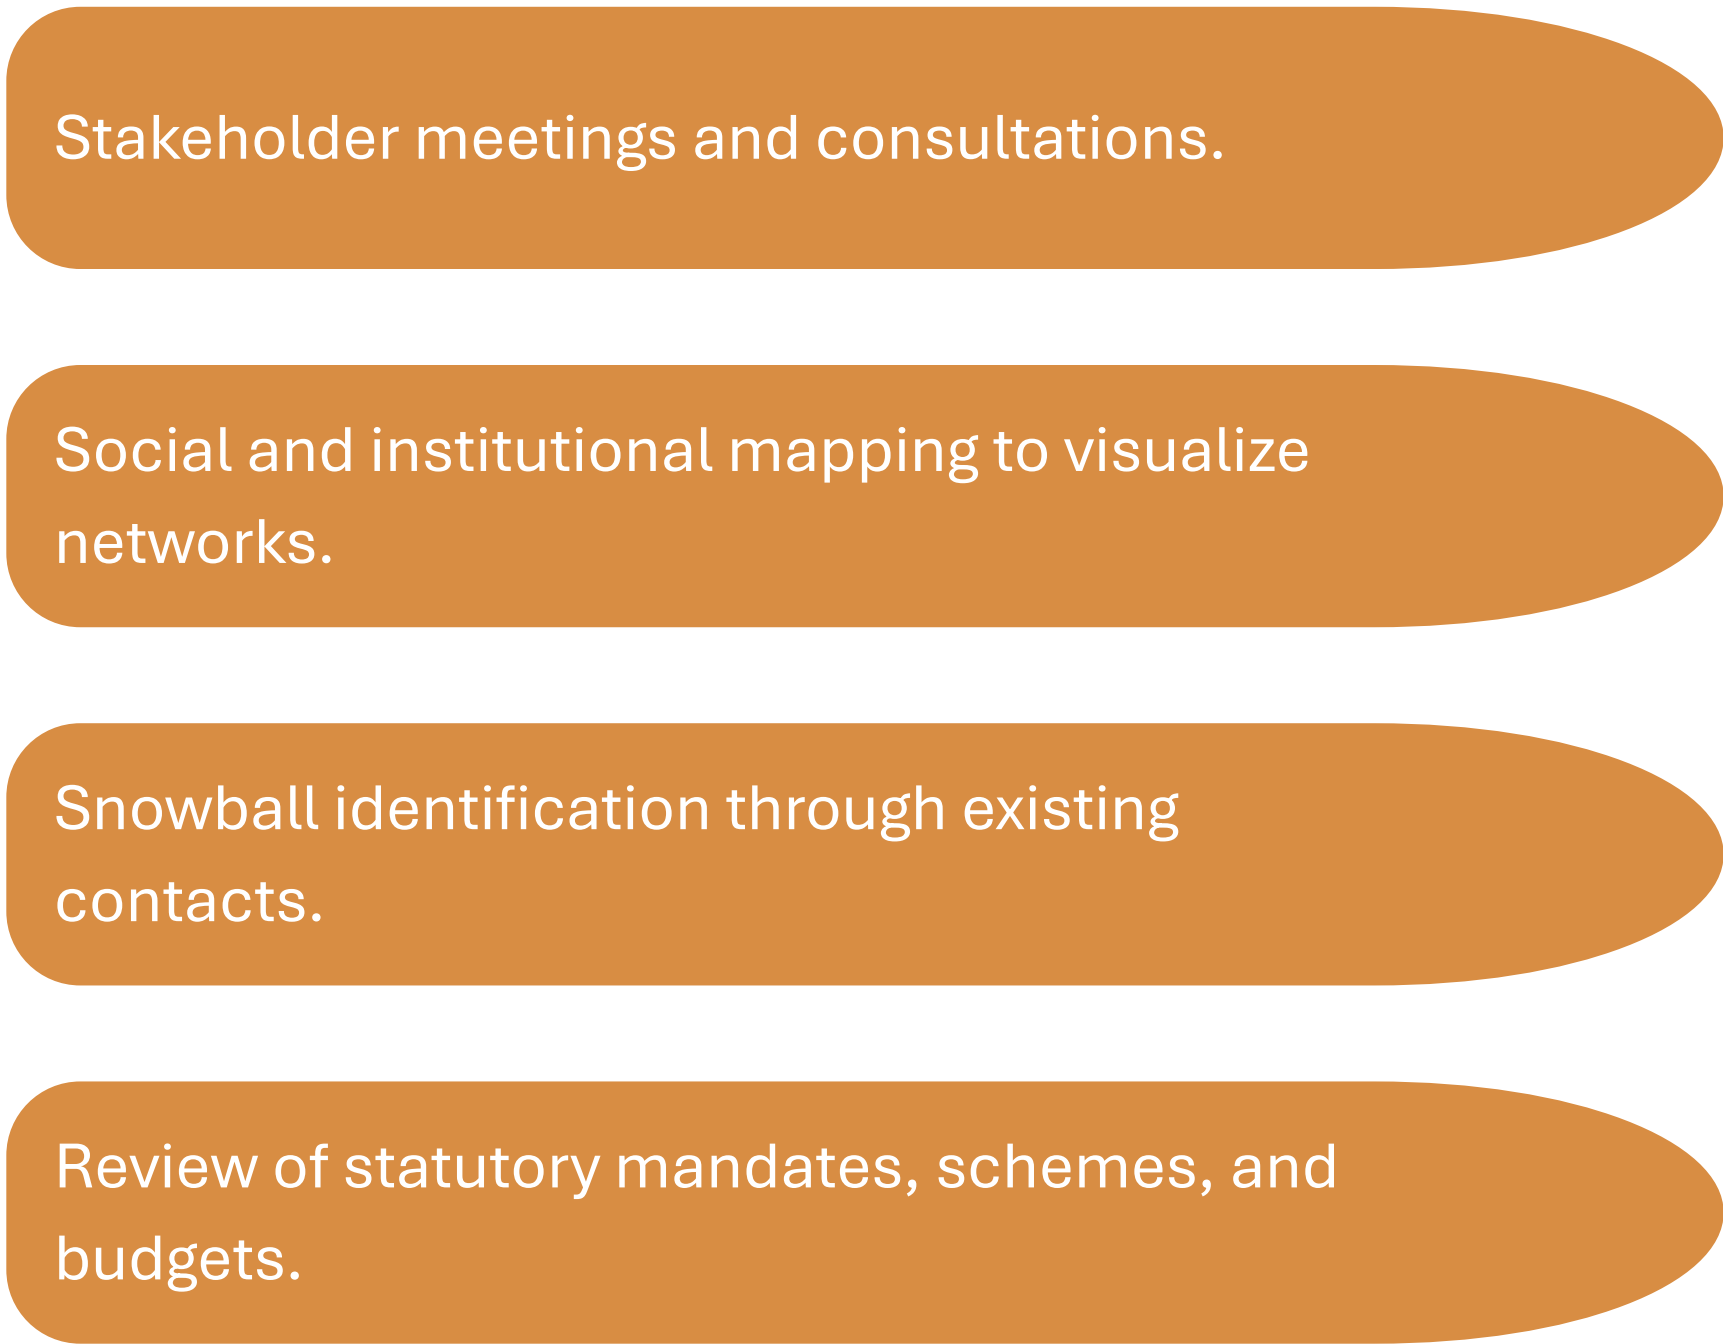 Stakeholder meetings and consultations.
Social and institutional mapping to visualize
networks.
Snowball identification through existing
contacts.
Review of statutory mandates, schemes, and
budgets.